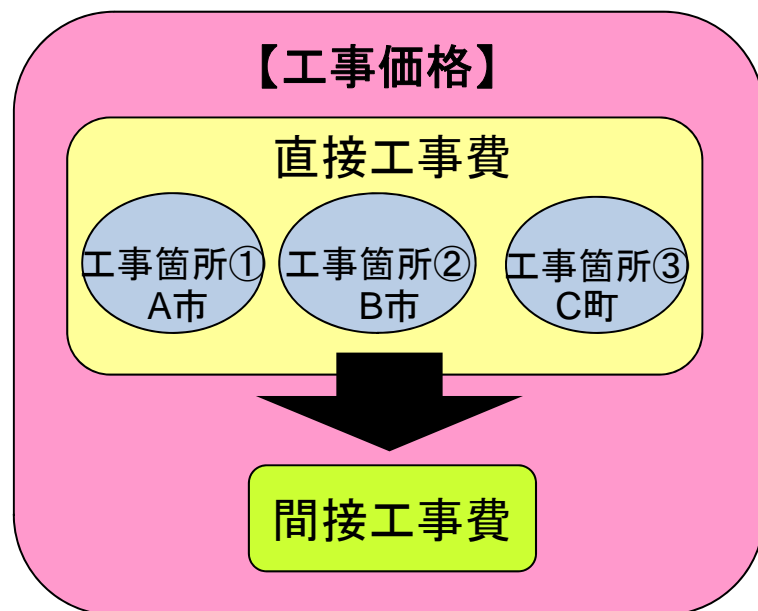 【工事価格】
直接工事費
工事箇所①
A市
工事箇所②
B市
工事箇所③
C町
間接工事費